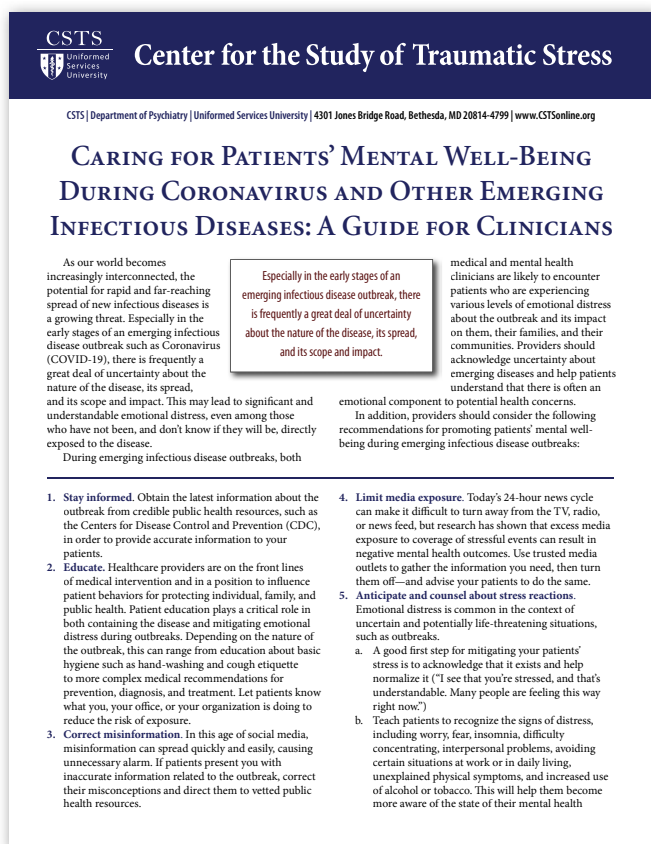 CSTS
Uniformed
Services
University
Center for the Study of Traumatic Stress
CSTS | Department of Psychiatry | Uniformed Services University | 4301 Jones Bridge Road, Bethesda, MD 20814-4799 | www.CSTSonline.org
Caring for Patients’ Mental Well-Being
During Coronavirus and Other Emerging
Infectious Diseases: A Guide for Clinicians
As our world becomes
increasingly interconnected, the
potential for rapid and far-reaching
spread of new infectious diseases is
a growing threat. Especially in the
early stages of an emerging infectious
disease outbreak such as Coronavirus
(COVID-19), there is frequently a
great deal of uncertainty about the
nature of the disease, its spread,
and its scope and impact. This may lead to significant and
understandable emotional distress, even among those
who have not been, and don’t know if they will be, directly
exposed to the disease.
During emerging infectious disease outbreaks, both
Especially in the early stages of an
emerging infectious disease outbreak, there
is frequently a great deal of uncertainty
about the nature of the disease, its spread,
and its scope and impact.
medical and mental health
clinicians are likely to encounter
patients who are experiencing
various levels of emotional distress
about the outbreak and its impact
on them, their families, and their
communities. Providers should
acknowledge uncertainty about
emerging diseases and help patients
understand that there is often an
emotional component to potential health concerns.
In addition, providers should consider the following
recommendations for promoting patients’ mental well-
being during emerging infectious disease outbreaks:
1. Stay informed. Obtain the latest information about the
outbreak from credible public health resources, such as
the Centers for Disease Control and Prevention (CDC),
in order to provide accurate information to your
patients.
2. Educate. Healthcare providers are on the front lines
of medical intervention and in a position to influence
patient behaviors for protecting individual, family, and
public health. Patient education plays a critical role in
both containing the disease and mitigating emotional
distress during outbreaks. Depending on the nature of
the outbreak, this can range from education about basic
hygiene such as hand-washing and cough etiquette
to more complex medical recommendations for
prevention, diagnosis, and treatment. Let patients know
what you, your office, or your organization is doing to
reduce the risk of exposure.
3. Correct misinformation. In this age of social media,
misinformation can spread quickly and easily, causing
unnecessary alarm. If patients present you with
inaccurate information related to the outbreak, correct
their misconceptions and direct them to vetted public
health resources.
4. Limit media exposure. Today’s 24-hour news cycle
can make it difficult to turn away from the TV, radio,
or news feed, but research has shown that excess media
exposure to coverage of stressful events can result in
negative mental health outcomes. Use trusted media
outlets to gather the information you need, then turn
them off—and advise your patients to do the same.
5. Anticipate and counsel about stress reactions.
Emotional distress is common in the context of
uncertain and potentially life-threatening situations,
such as outbreaks.
a. A good first step for mitigating your patients’
stress is to acknowledge that it exists and help
normalize it (“I see that you’re stressed, and that’s
understandable. Many people are feeling this way
right now.”)
b. Teach patients to recognize the signs of distress,
including worry, fear, insomnia, difficulty
concentrating, interpersonal problems, avoiding
certain situations at work or in daily living,
unexplained physical symptoms, and increased use
of alcohol or tobacco. This will help them become
more aware of the state of their mental health